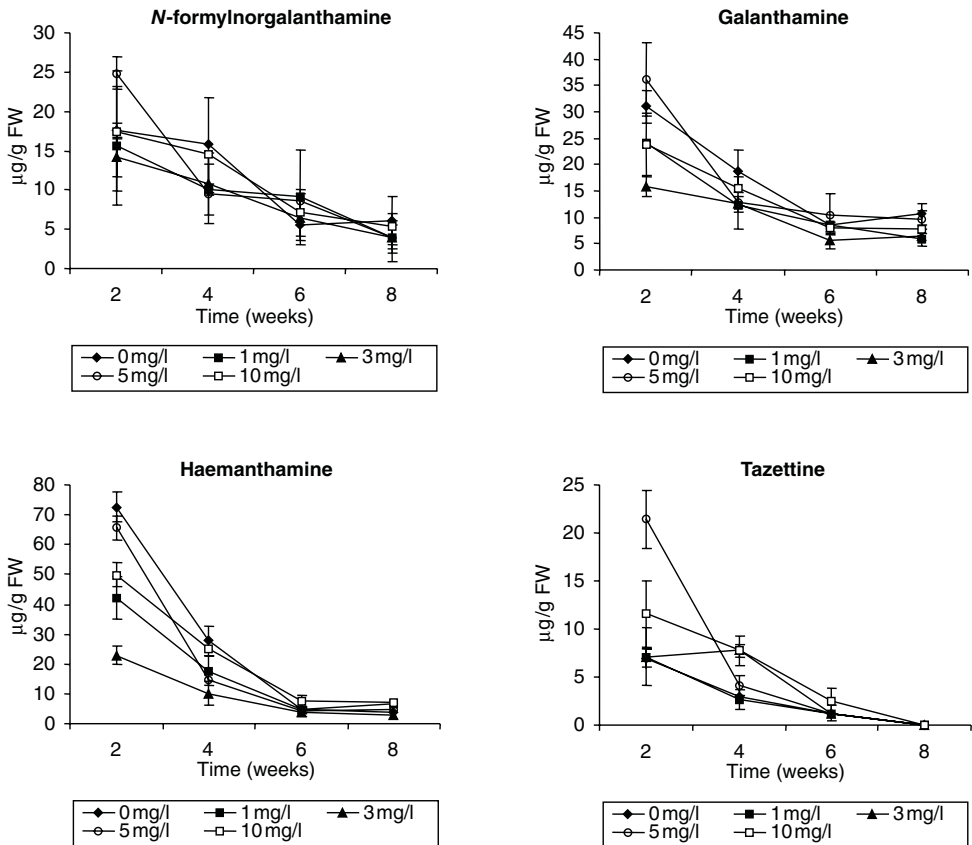 N-formylnorgalanthamine
µg/g FW
30
25
20
15
10
5
0
2 4 6 8
Time (weeks)
0 mg/l 1 mg/l 3 mg/l
5 mg/l 10 mg/l
Galanthamine
µg/g FW
45
40
35
30
25
20
15
10
5
0
2 4 6 8
Time (weeks)
0 mg/l 1 mg/l 3 mg/l
5 mg/l 10 mg/l
Haemanthamine
µg/g FW
80
70
60
50
40
30
20
10
0
2 4 6 8
Time (weeks)
0 mg/l 1 mg/l 3 mg/l
5 mg/l 10 mg/l
Tazettine
µg/g FW
25
20
15
10
5
0
2 4 6 8
Time (weeks)
0 mg/l 1 mg/l 3 mg/l
5 mg/l 10 mg/l